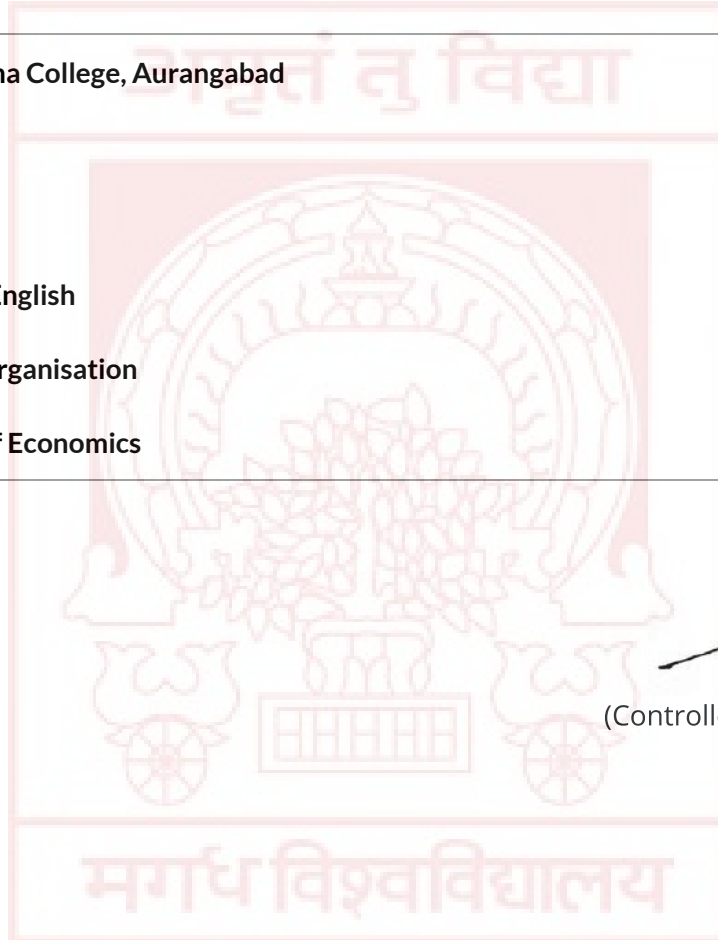 अमृतं तु विद्या
na College, Aurangabad
English
rganisation
f Economics
(Controll
मगध विश्वविद्यालय